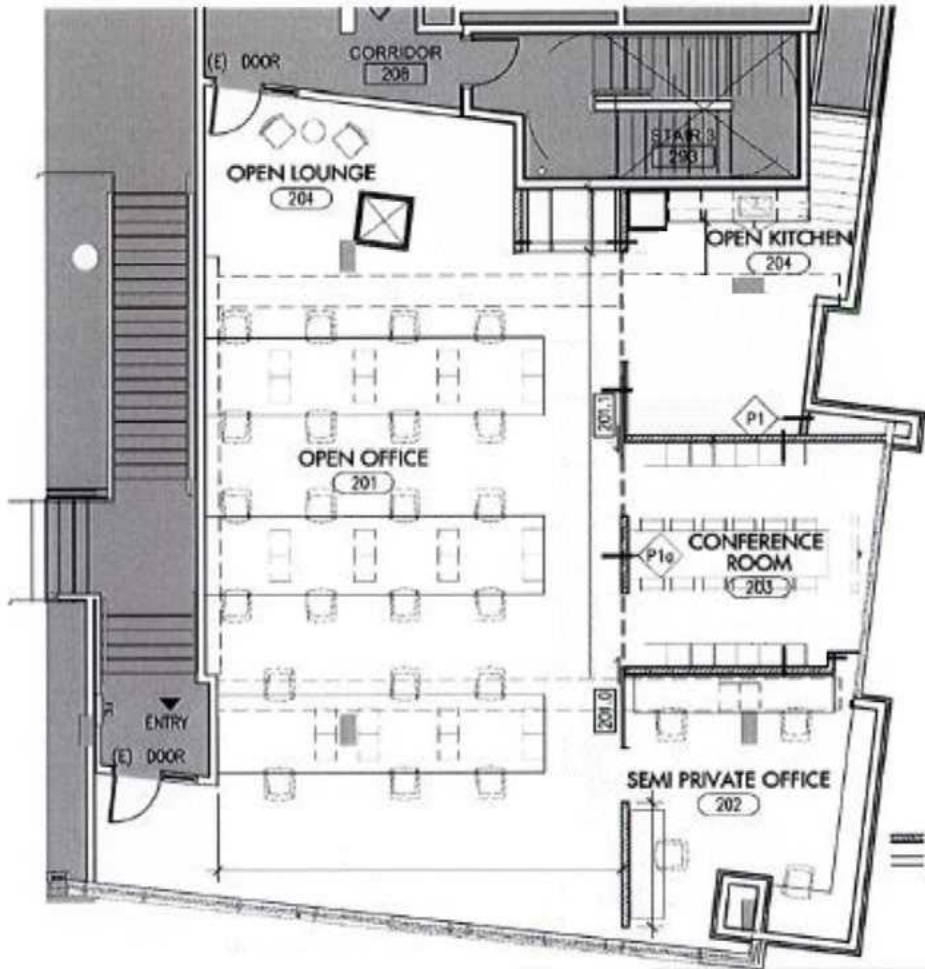 CORRIDOR
208
(E) DOOR
STAIR 3
293
OPEN LOUNGE
204
OPEN KITCHEN
204
201.1
P1
OPEN OFFICE
201
P1a
CONFERENCE
ROOM
203
201.0
ENTRY
(E) DOOR
SEMI PRIVATE OFFICE
202